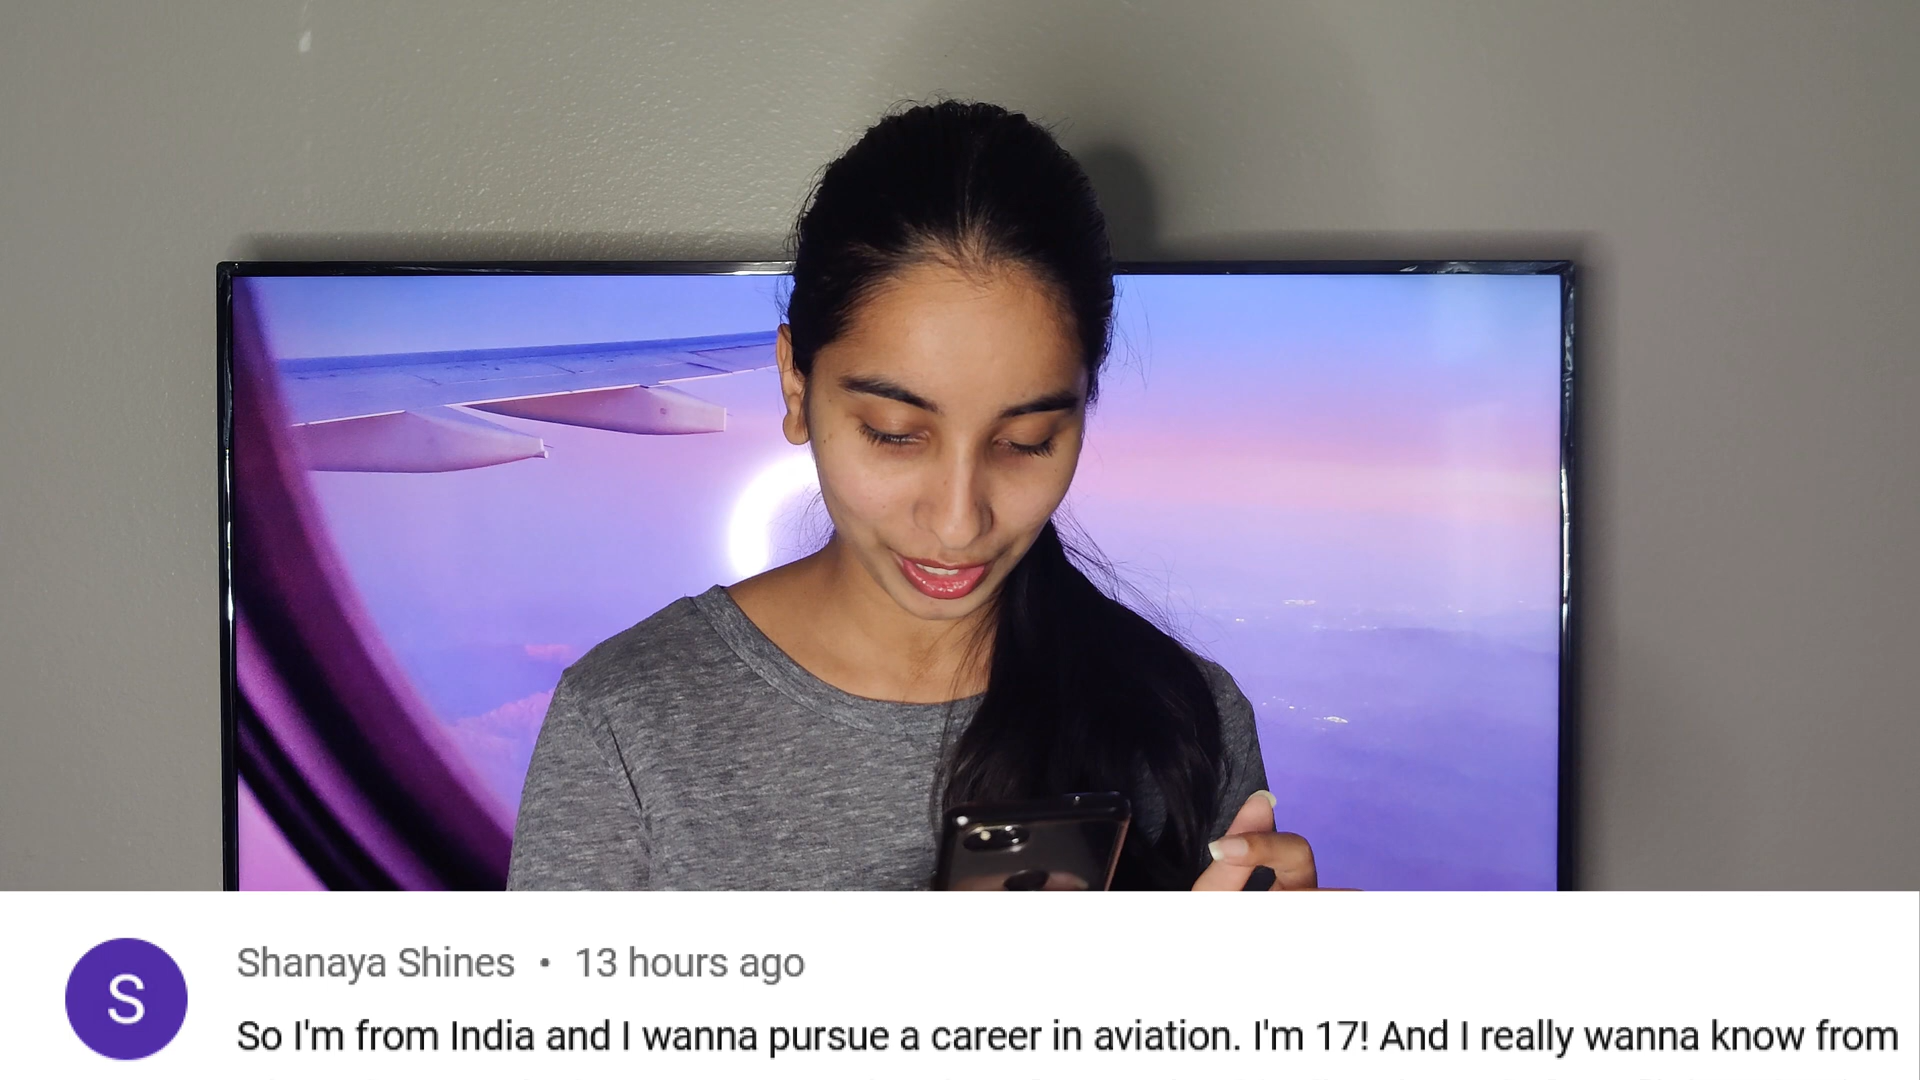 S
Shanaya Shines • 13 hours ago
So I'm from India and I wanna pursue a career in aviation. I'm 17! And I really wanna know from